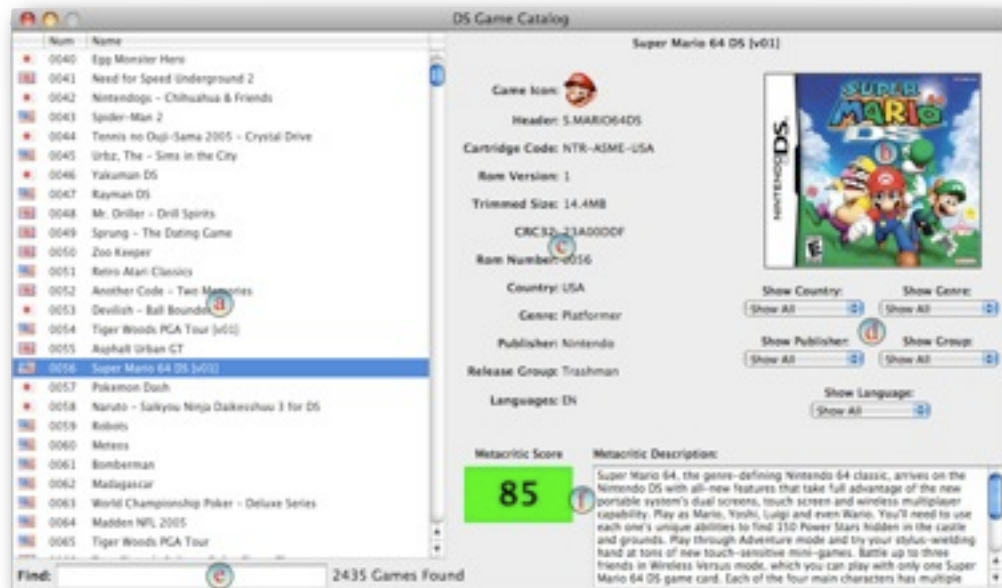 DS Game Catalog
Num Name
0040 Egg Monster Hero
0041 Need for Speed Underground 2
0042 Nintendogs - Chihuahua & Friends
0043 Spider-Man 2
0044 Tennis no Ouji-Sama 2005 - Crystal Drive
0045 Urbz, The - Sims in the City
0046 Yakuman DS
0047 Rayman DS
0048 Mr. Driller - Drill Spirits
0049 Sprung - The Dating Game
0050 Zoo Keeper
0051 Retro Atari Classics
0052 Another Code - Two Memories
0053 Devilish - Ball Bounder
0054 Tiger Woods PGA Tour [v01]
0055 Asphalt Urban GT
0056 Super Mario 64 DS [v01]
0057 Pokemon Dash
0058 Naruto - Saikyou Ninja Daikesshuu 3 for DS
0059 Robots
0060 Meteos
0061 Bomberman
0062 Madagascar
0063 World Championship Poker - Deluxe Series
0064 Madden NFL 2005
0065 Tiger Woods PGA Tour
a
Find:
e
2435 Games Found
Super Mario 64 DS [v01]
Game Icon:
Header: S.MARIO64DS
Cartridge Code: NTR-ASME-USA
Rom Version: 1
Trimmed Size: 14.4MB
CRC32: 23A00DDF
c
Rom Number: 0056
Country: USA
Genre: Platformer
Publisher: Nintendo
Release Group: Trashman
Languages: EN
NINTENDO DS
SUPER
MARIO
64
DS
b
E
Show Country: Show Genre:
Show All Show All
d
Show Publisher: Show Group:
Show All Show All
Show Language:
Show All
Metacritic Score
85
f
Metacritic Description:
Super Mario 64, the genre-defining Nintendo 64 classic, arrives on the
Nintendo DS with all-new features that take full advantage of the new
portable system's dual screens, touch screen and wireless multiplayer
capability. Play as Mario, Yoshi, Luigi and even Wario. You'll need to use
each one's unique abilities to find 150 Power Stars hidden in the castle
and grounds. Play through Adventure mode and try your stylus-wielding
hand at tons of new touch-sensitive mini-games. Battle up to three
friends in Wireless Versus mode, which you can play with only one Super
Mario 64 DS game card. Each of the four main characters has multiple